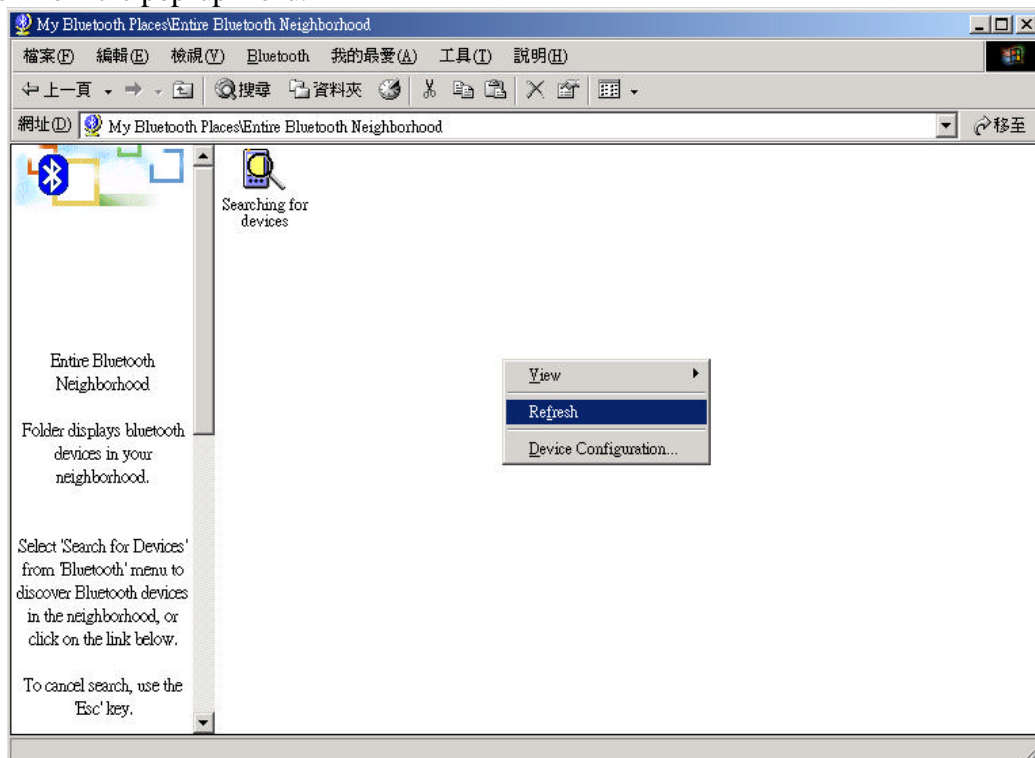 My Bluetooth Places\Entire Bluetooth Neighborhood
檔案(F) 編輯(E) 檢視(V) Bluetooth 我的最愛(A) 工具(T) 說明(H)
上一頁 搜尋 資料夾
網址(D) My Bluetooth Places\Entire Bluetooth Neighborhood 移至
Searching for
devices
Entire Bluetooth
Neighborhood
Folder displays bluetooth
devices in your
neighborhood.
Select 'Search for Devices'
from 'Bluetooth' menu to
discover Bluetooth devices
in the neighborhood, or
click on the link below.
To cancel search, use the
'Esc' key.
View
Refresh
Device Configuration...